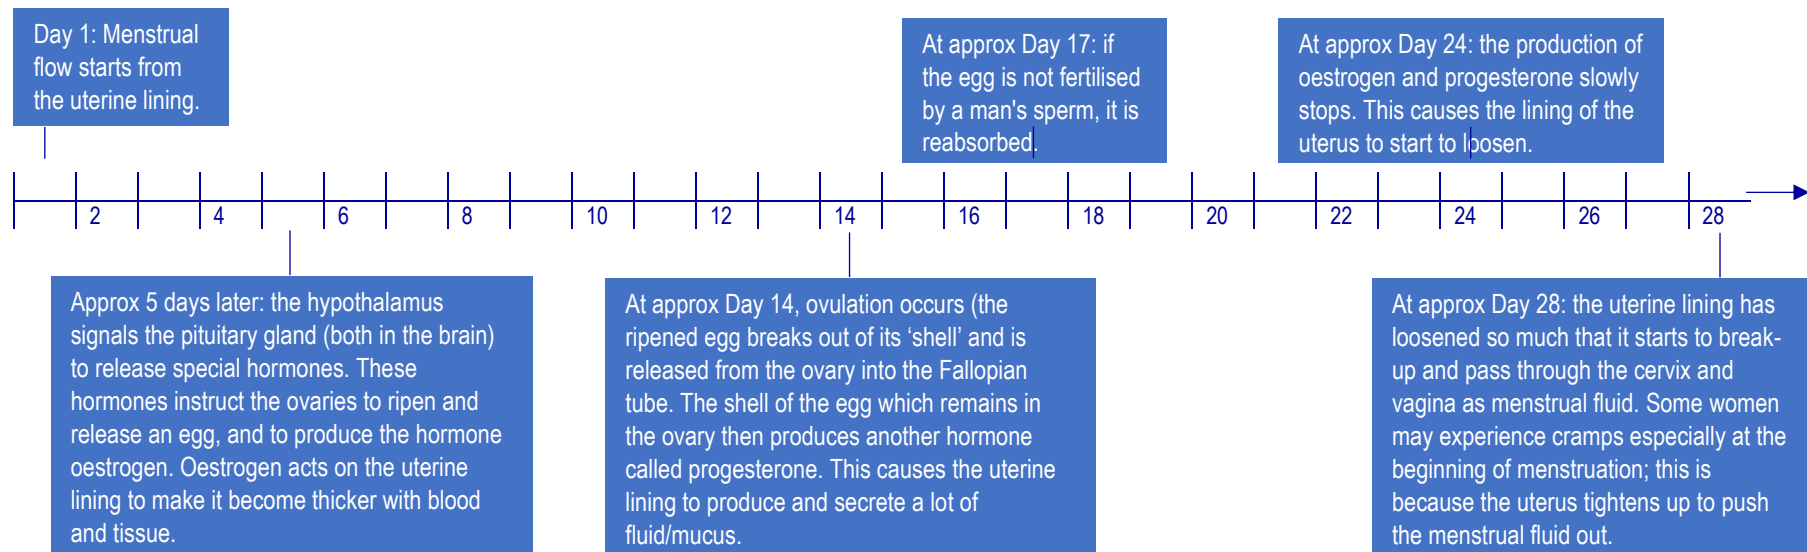 Day 1: Menstrual
flow starts from
the uterine lining.
At approx Day 17: if
the egg is not fertilised
by a man's sperm, it is
reabsorbed.
At approx Day 24: the production of
oestrogen and progesterone slowly
stops. This causes the lining of the
uterus to start to loosen.
2 4 6 8 10 12 14 16 18 20 22 24 26 28
Approx 5 days later: the hypothalamus
signals the pituitary gland (both in the brain)
to release special hormones. These
hormones instruct the ovaries to ripen and
release an egg, and to produce the hormone
oestrogen. Oestrogen acts on the uterine
lining to make it become thicker with blood
and tissue.
At approx Day 14, ovulation occurs (the
ripened egg breaks out of its ‘shell’ and is
released from the ovary into the Fallopian
tube. The shell of the egg which remains in
the ovary then produces another hormone
called progesterone. This causes the uterine
lining to produce and secrete a lot of
fluid/mucus.
At approx Day 28: the uterine lining has
loosened so much that it starts to break-
up and pass through the cervix and
vagina as menstrual fluid. Some women
may experience cramps especially at the
beginning of menstruation; this is
because the uterus tightens up to push
the menstrual fluid out.